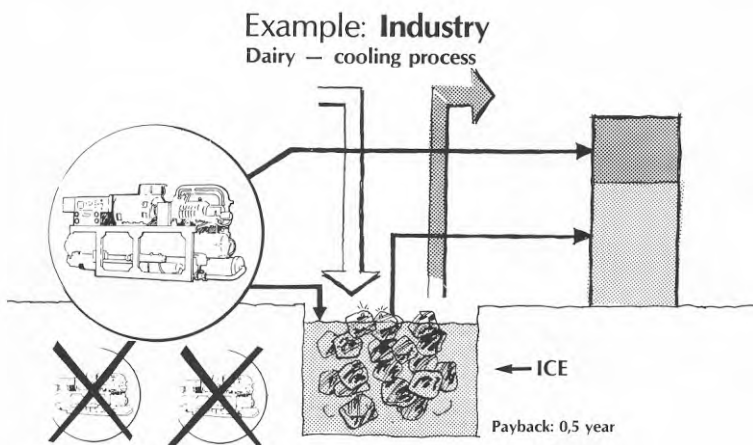 Example: Industry
Dairy — cooling process
ICE
Payback: 0,5 year